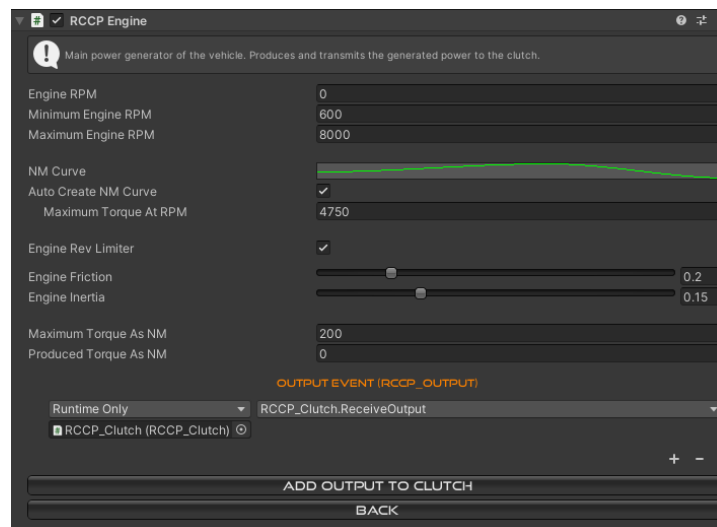 RCCP Engine
Main power generator of the vehicle. Produces and transmits the generated power to the clutch.
Engine RPM 0
Minimum Engine RPM 600
Maximum Engine RPM 8000
NM Curve
Auto Create NM Curve
Maximum Torque At RPM 4750
Engine Rev Limiter
Engine Friction 0.2
Engine Inertia 0.15
Maximum Torque As NM 200
Produced Torque As NM 0
OUTPUT EVENT (RCCP_OUTPUT)
Runtime Only RCCP_Clutch.ReceiveOutput
RCCP_Clutch (RCCP_Clutch)
+ −
ADD OUTPUT TO CLUTCH
BACK